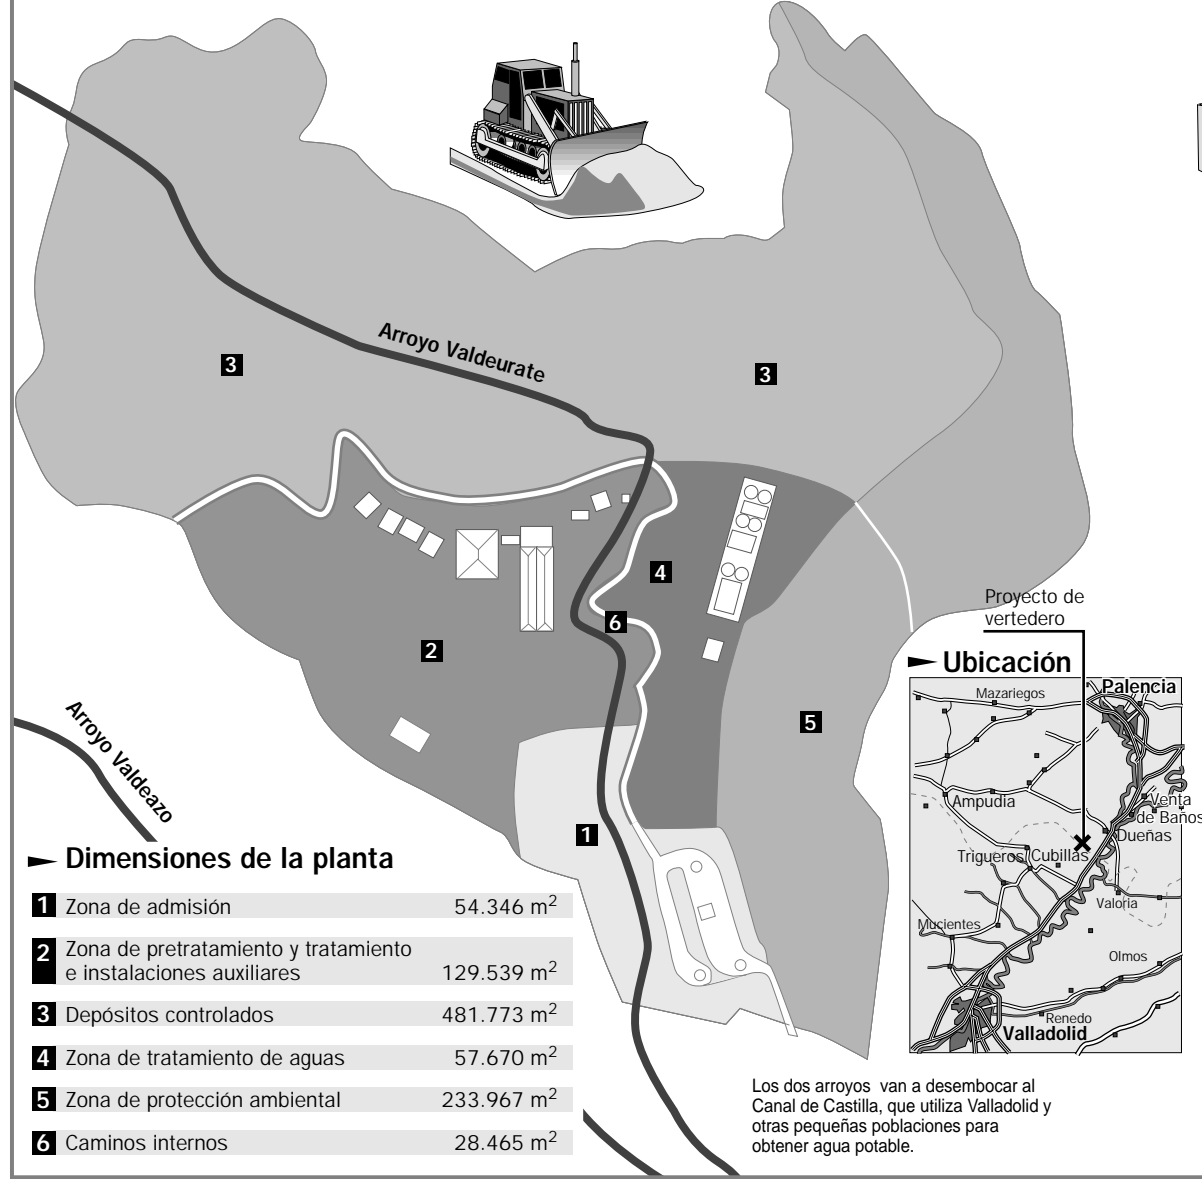 Arroyo Valdeurate
3
3
4
6
2
5
1
Arroyo Valdeazo
Proyecto de
vertedero
Ubicación
Mazariegos
Palencia
Ampudia
Venta
de Baños
Dueñas
Trigueros
Cubillas
Valoria
Mucientes
Olmos
Renedo
Valladolid
Dimensiones de la planta
1 Zona de admisión 54.346 m²
2 Zona de pretratamiento y tratamiento
e instalaciones auxiliares 129.539 m²
3 Depósitos controlados 481.773 m²
4 Zona de tratamiento de aguas 57.670 m²
5 Zona de protección ambiental 233.967 m²
6 Caminos internos 28.465 m²
Los dos arroyos van a desembocar al
Canal de Castilla, que utiliza Valladolid y
otras pequeñas poblaciones para
obtener agua potable.